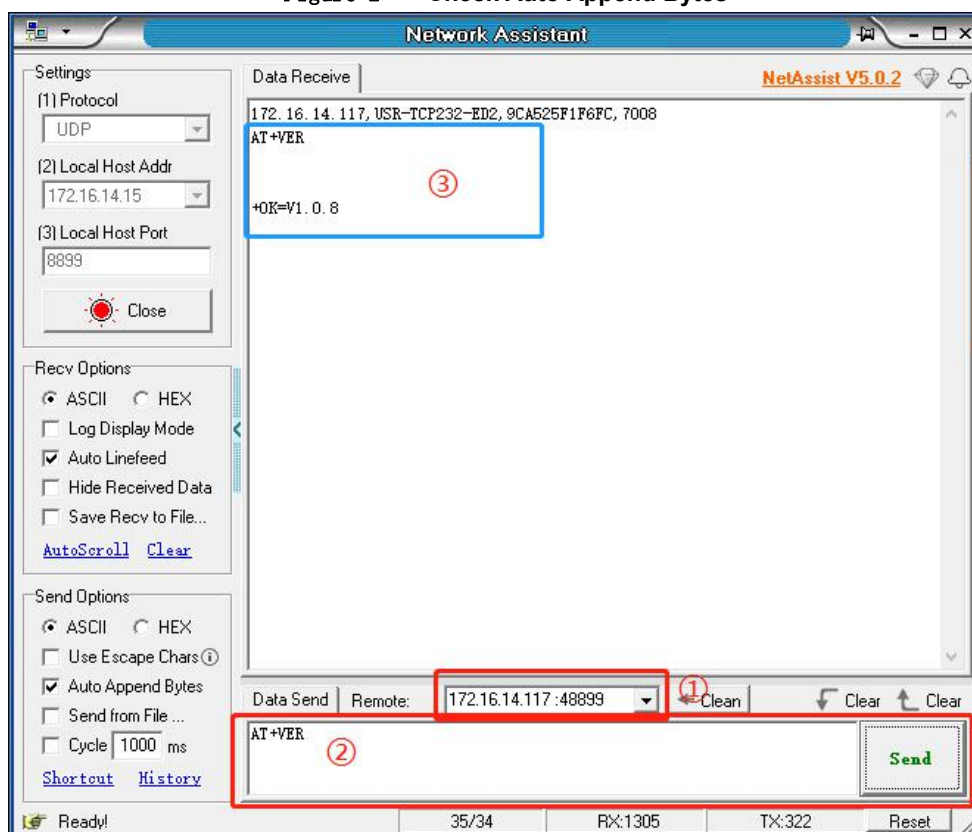 Check Auto Append Bytes
Network Assistant
Settings
(1) Protocol
UDP
(2) Local Host Addr
172.16.14.15
(3) Local Host Port
8899
Close
Recv Options
ASCII HEX
Log Display Mode
Auto Linefeed
Hide Received Data
Save Recv to File...
AutoScroll Clear
Send Options
ASCII HEX
Use Escape Chars
Auto Append Bytes
Send from File ...
Cycle 1000 ms
Shortcut History
Data Receive
NetAssist V5.0.2
172.16.14.117, USR-TCP232-ED2, 9CA525F1F6FC, 7008
AT+VER
③
+OK=V1.0.8
Data Send Remote: 172.16.14.117 :48899 ① Clean Clear Clear
AT+VER
②
Send
Ready! 35/34 RX:1305 TX:322 Reset